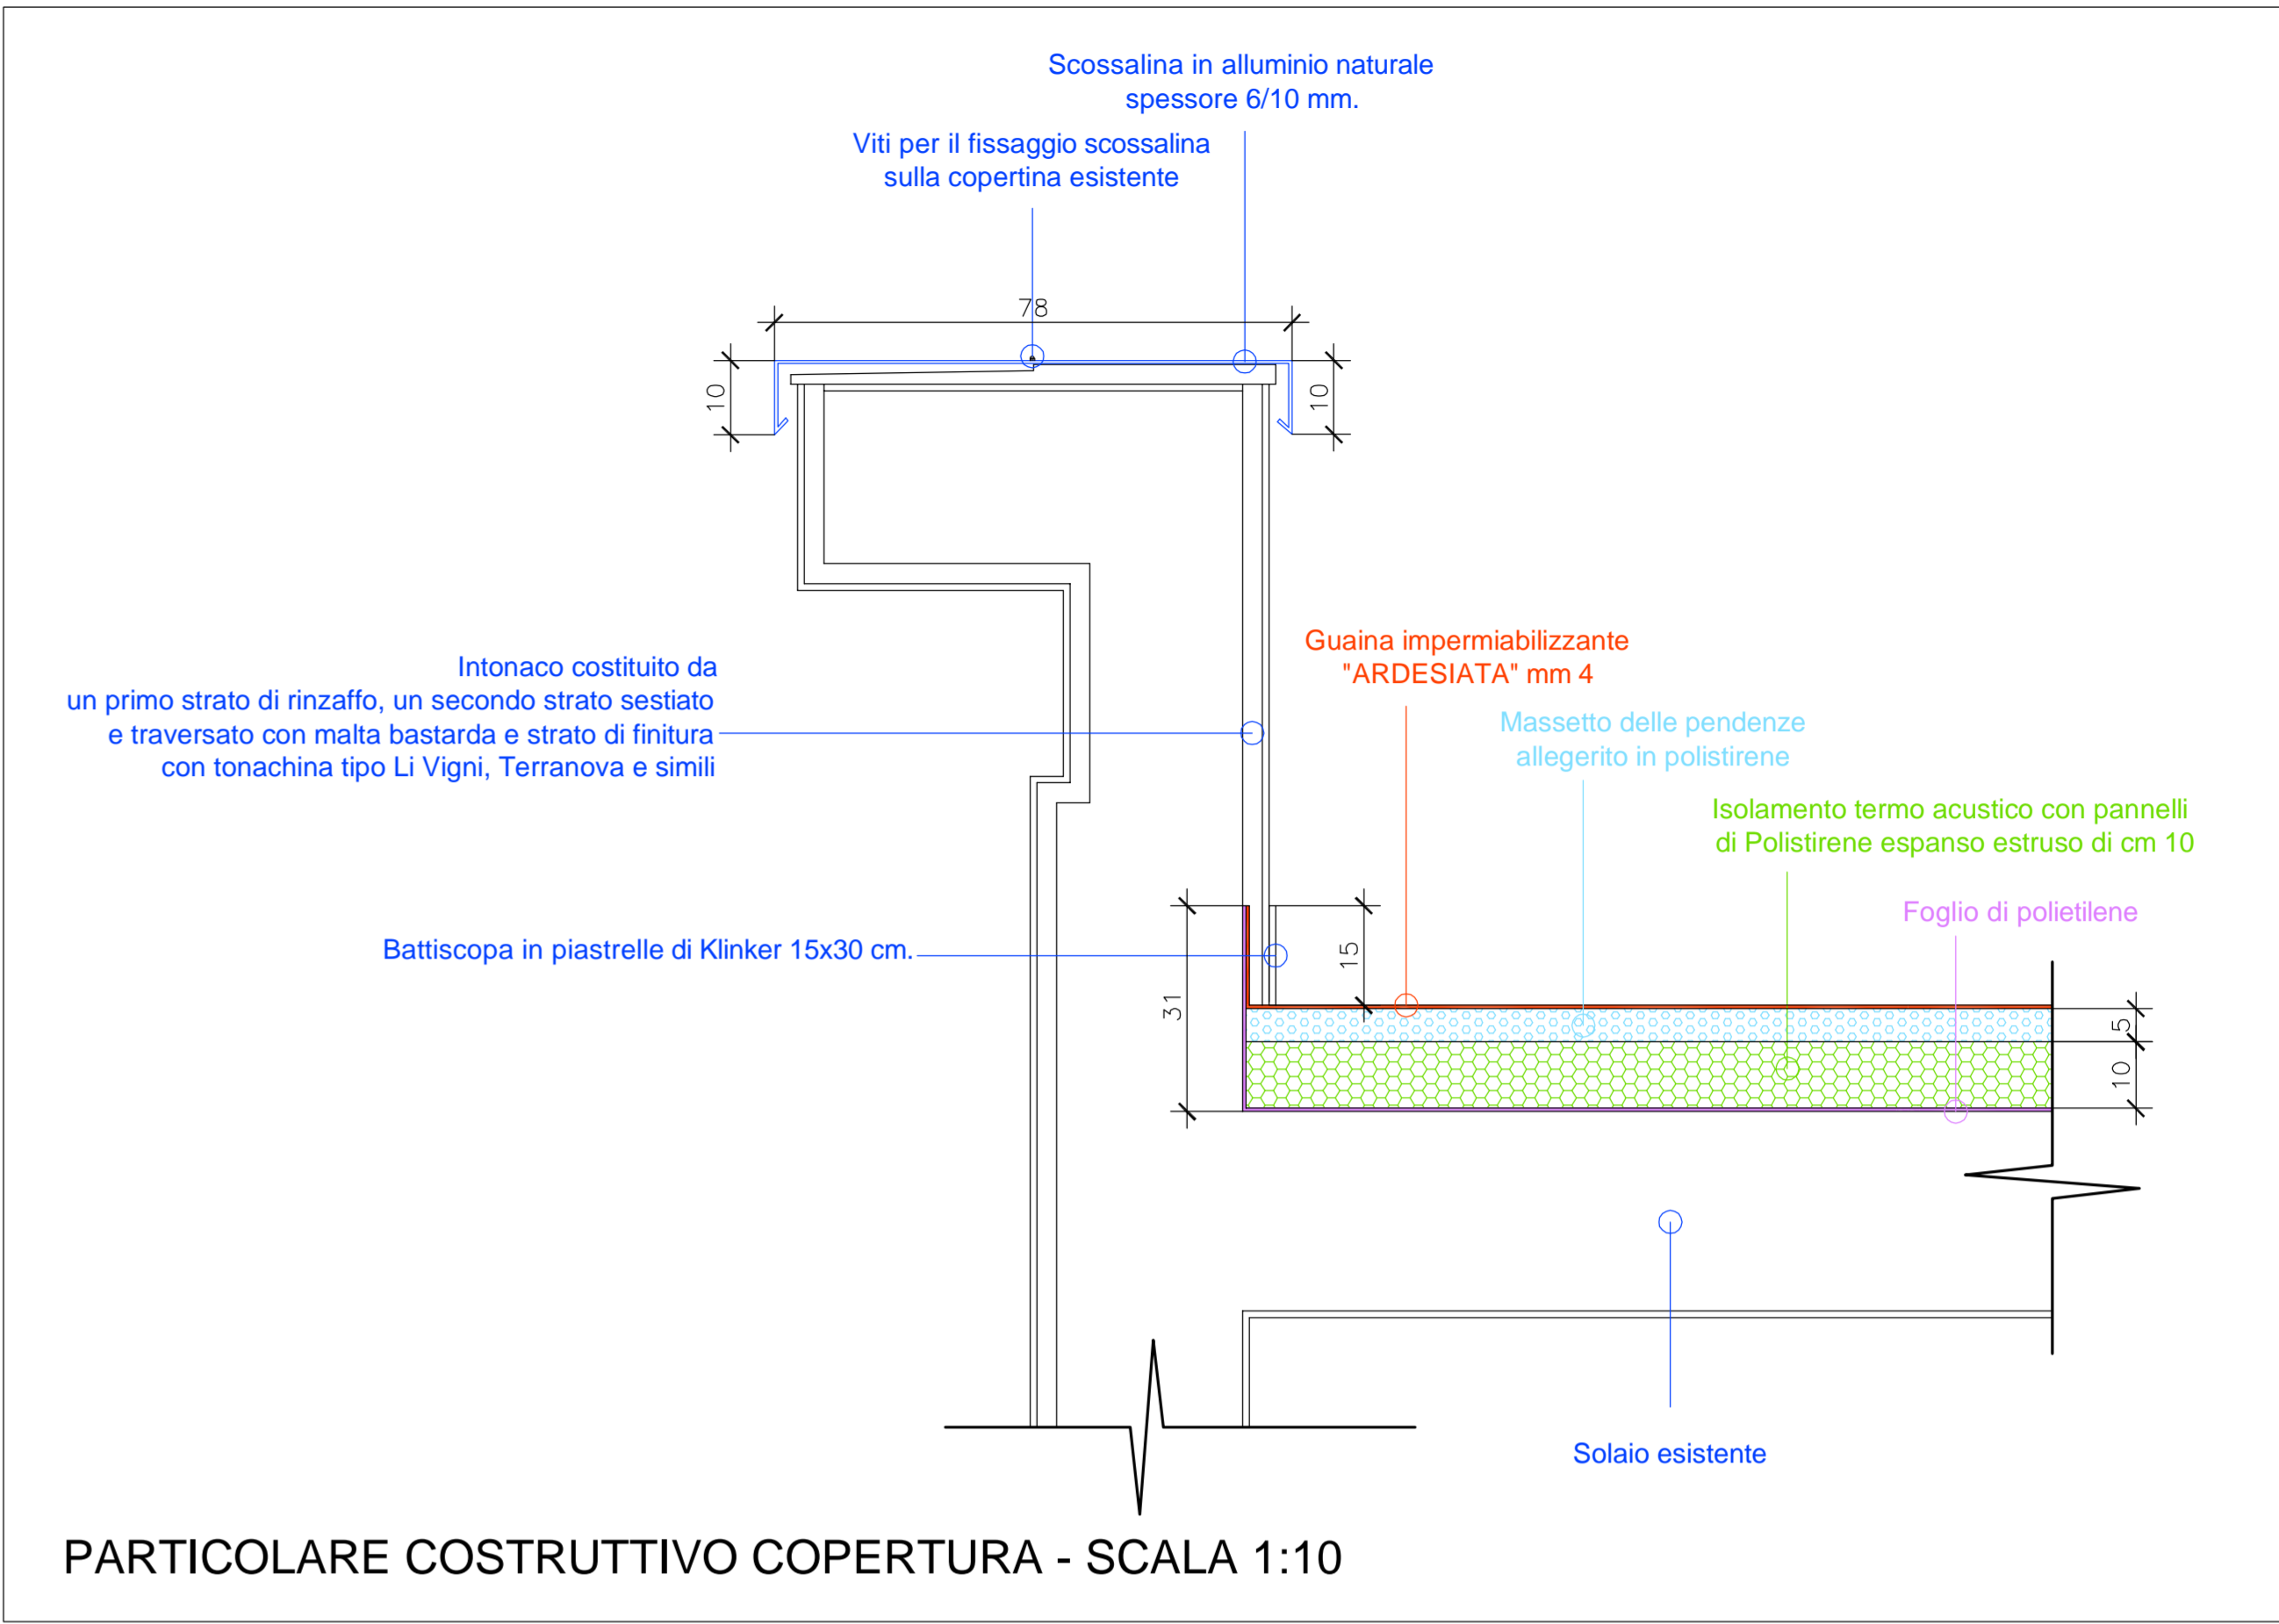 Scossalina in alluminio naturale
spessore 6/10 mm.
Viti per il fissaggio scossalina
sulla copertina esistente
78
10
10
Intonaco costituito da
un primo strato di rinzaffo, un secondo strato sestiato
e traversato con malta bastarda e strato di finitura
con tonachina tipo Li Vigni, Terranova e simili
Guaina impermiabilizzante
"ARDESIATA" mm 4
Massetto delle pendenze
allegerito in polistirene
Isolamento termo acustico con pannelli
di Polistirene espanso estruso di cm 10
Foglio di polietilene
Battiscopa in piastrelle di Klinker 15x30 cm.
15
31
5
10
Solaio esistente
PARTICOLARE COSTRUTTIVO COPERTURA - SCALA 1:10